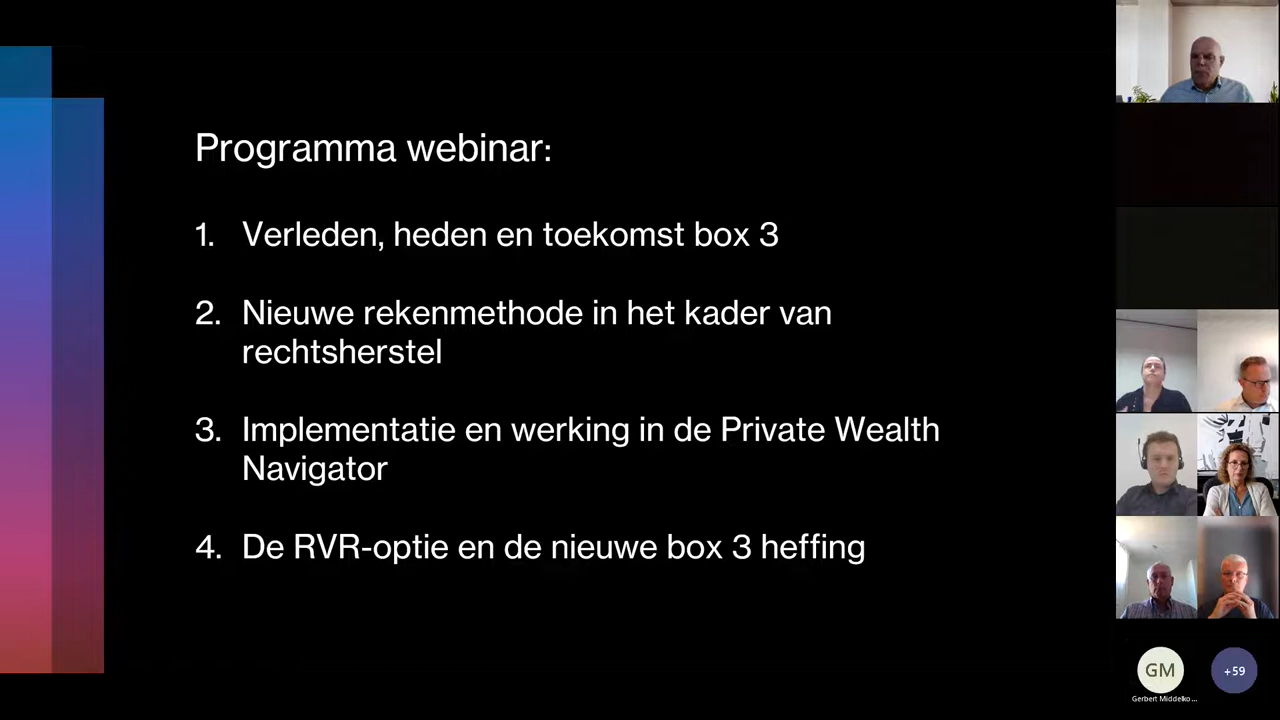 Programma webinar:
1. Verleden, heden en toekomst box 3
2. Nieuwe rekenmethode in het kader van
rechtsherstel
3. Implementatie en werking in de Private Wealth
Navigator
4. De RVR-optie en de nieuwe box 3 heffing
GM
+59
Gerbert Middelko...